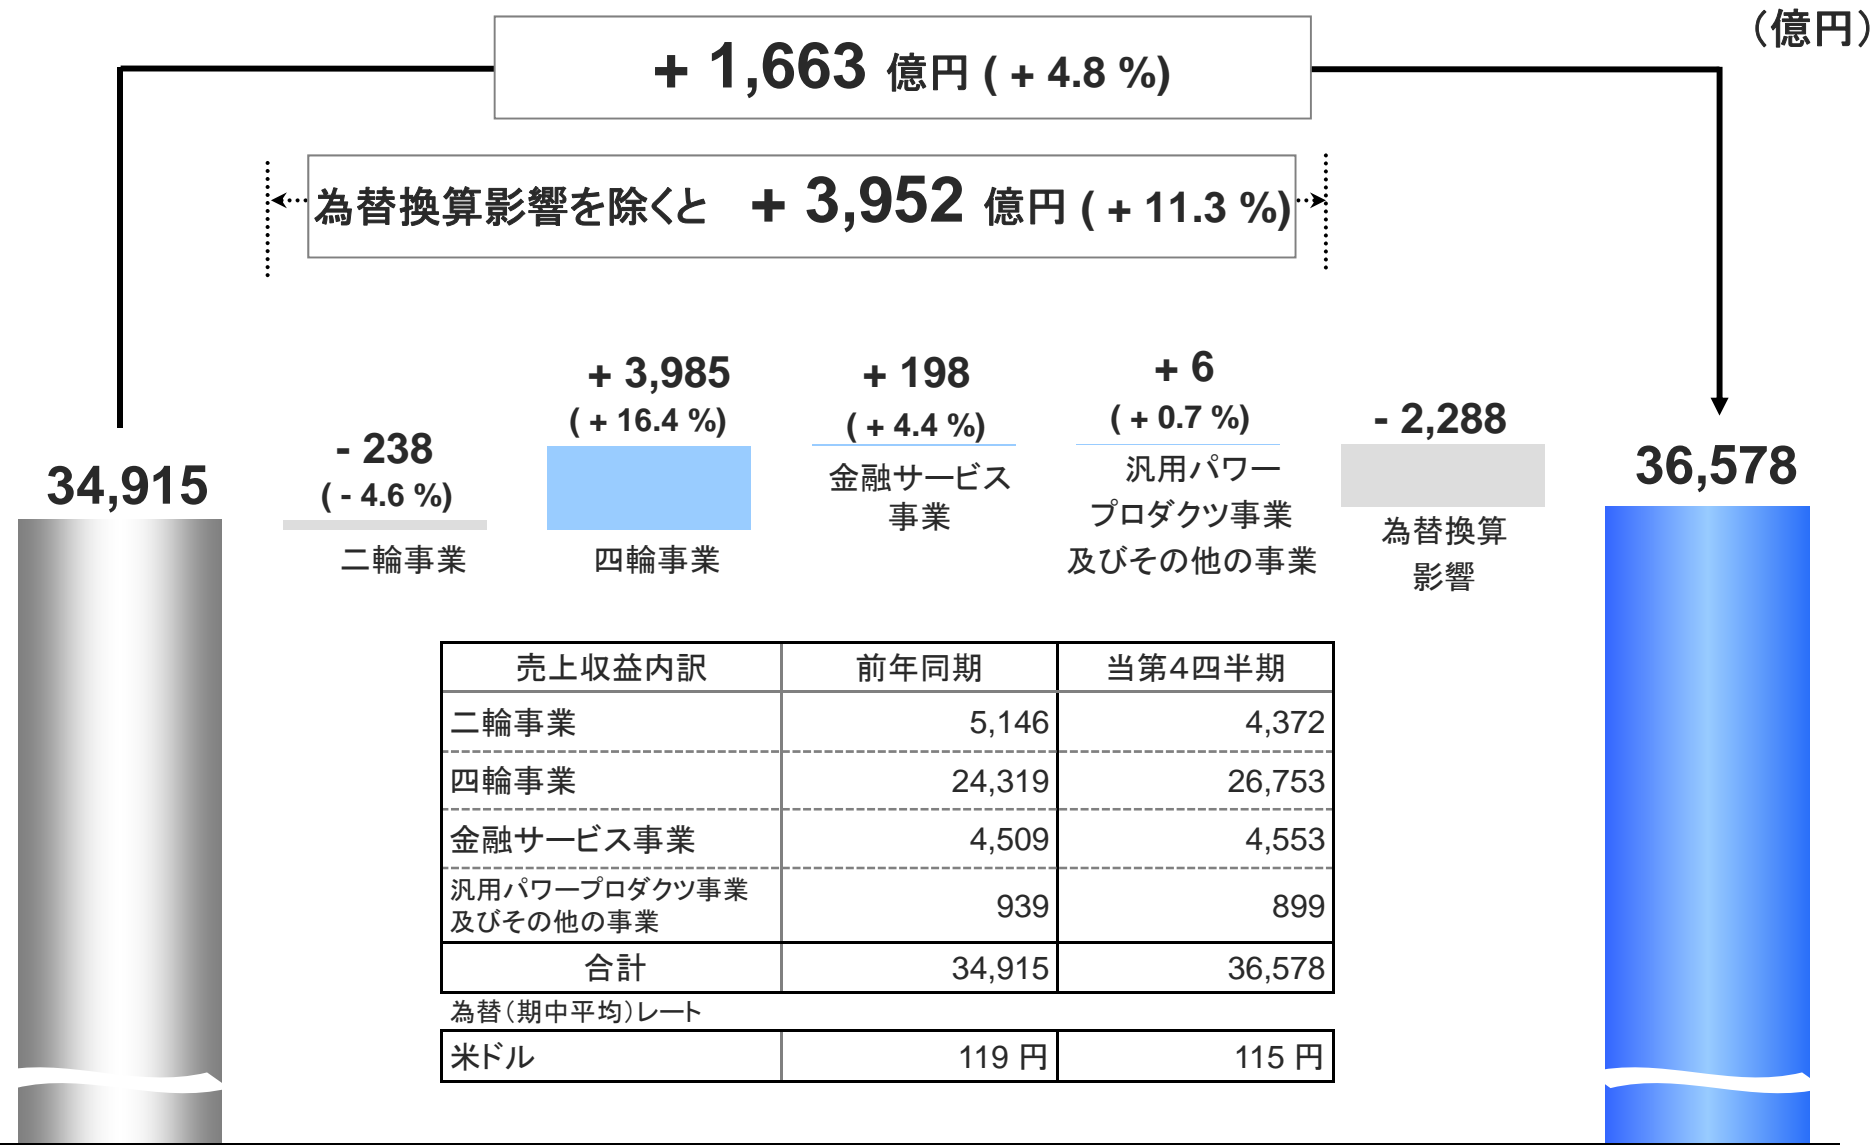 （億円）
+ 1,663 億円 ( + 4.8 %)
為替換算影響を除くと + 3,952 億円 ( + 11.3 %)
34,915
- 238
( - 4.6 %)
二輪事業
+ 3,985
( + 16.4 %)
四輪事業
+ 198
( + 4.4 %)
金融サービス
事業
+ 6
( + 0.7 %)
汎用パワー
プロダクツ事業
及びその他の事業
- 2,288
為替換算
影響
36,578
売上収益内訳 前年同期 当第４四半期
二輪事業 5,146 4,372
四輪事業 24,319 26,753
金融サービス事業 4,509 4,553
汎用パワープロダクツ事業
及びその他の事業 939 899
合計 34,915 36,578
為替（期中平均）レート
米ドル 119 円 115 円